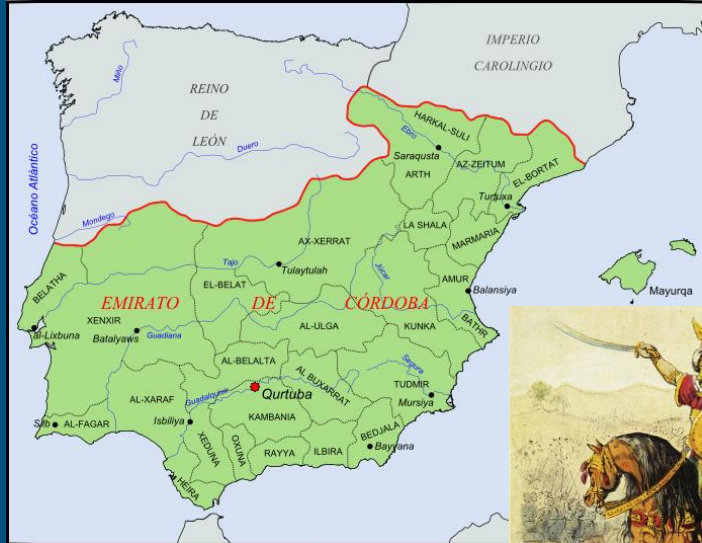 IMPERIO
CAROLINGIO
REINO
DE
LEÓN
Miño
Duero
Ebro
HARKAL-SULI
Saraqusta
AZ-ZEITUM
ARTH
EL-BORTAT
Turtuxa
Océano Atlántico
Mondego
LA SHALA
MARMARIA
AX-XERRAT
Tajo
Tulaytulah
Júcar
BELATHA
EL-BELAT
AMUR
Balansiya
Mayurqa
EMIRATO DE CÓRDOBA
XENXIR
al-Lixbuna
Batalyaws
Guadiana
AL-ULGA
KUNKA
BATHR
AL-BELALTA
Segura
AL BUXARRAT
TUDMIR
AL-XARAF
Guadalquivir
Qurtuba
Mursiya
Silb
AL-FAGAR
Isbiliya
KAMBANIA
BEDJALA
XEDUNA
OXUNA
RAYYA
ILBIRA
Bayyana
HEIRA